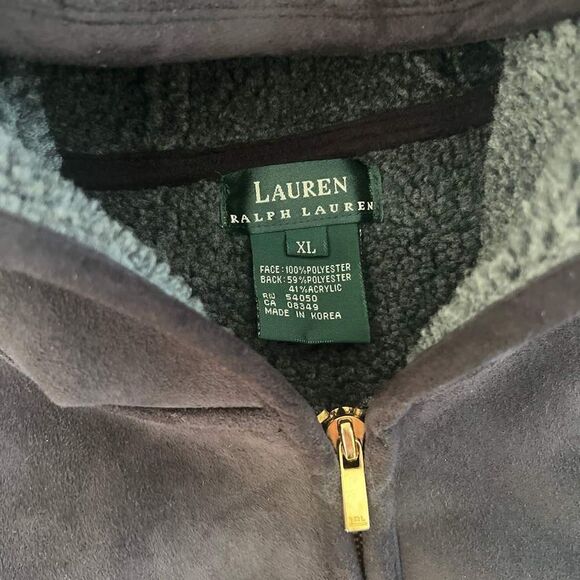 LAUREN
RALPH LAUREN
XL
FACE:100%POLYESTER
BACK:59%POLYESTER
41%ACRYLIC
RN 54050
CA 08349
MADE IN KOREA